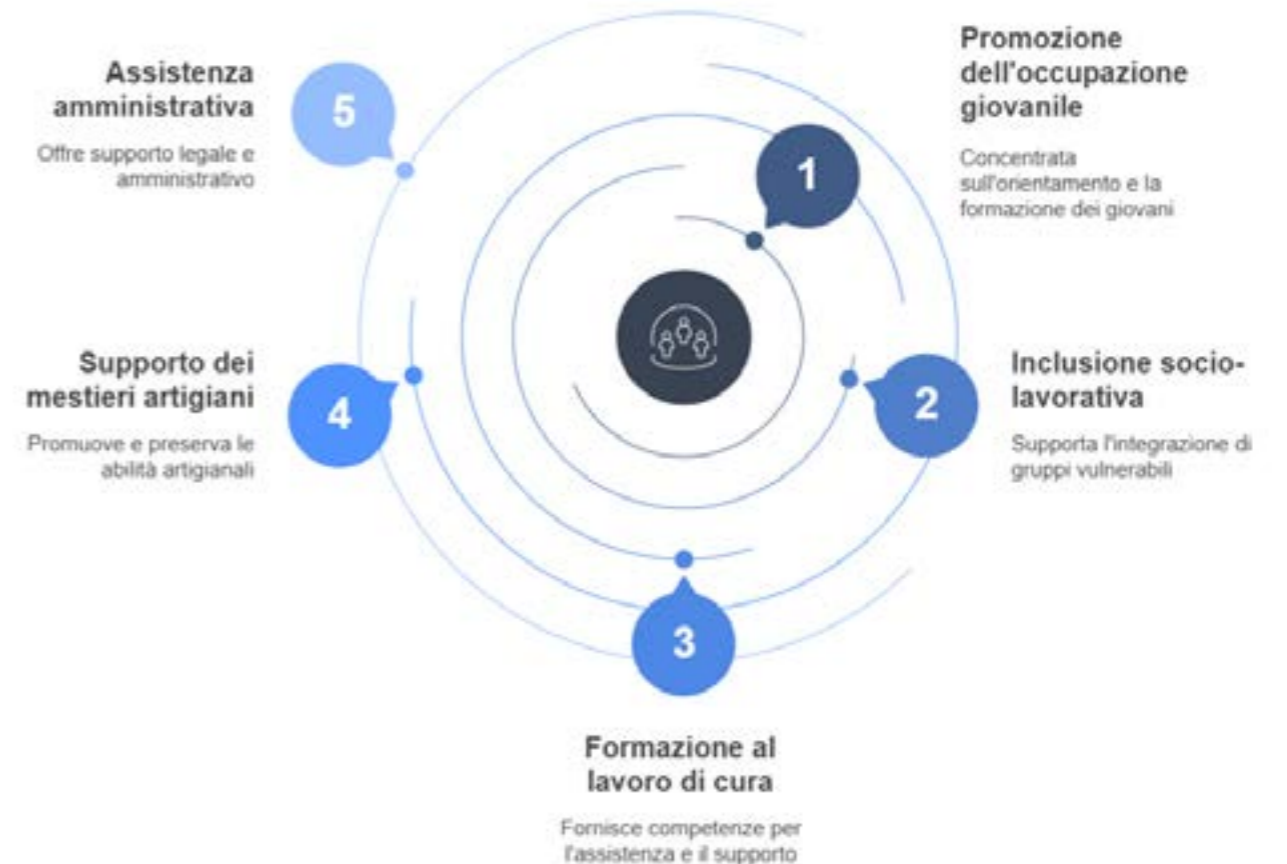 Promozione
dell'occupazione
giovanile
Concentrata
sull'orientamento e la
formazione dei giovani
1
Inclusione socio-
lavorativa
Supporta l'integrazione di
gruppi vulnerabili
2
3
Formazione al
lavoro di cura
Fornisce competenze per
l'assistenza e il supporto
Supporto dei
mestieri artigiani
Promuove e preserva le
abilità artigianali
4
Assistenza
amministrativa
Offre supporto legale e
amministrativo
5